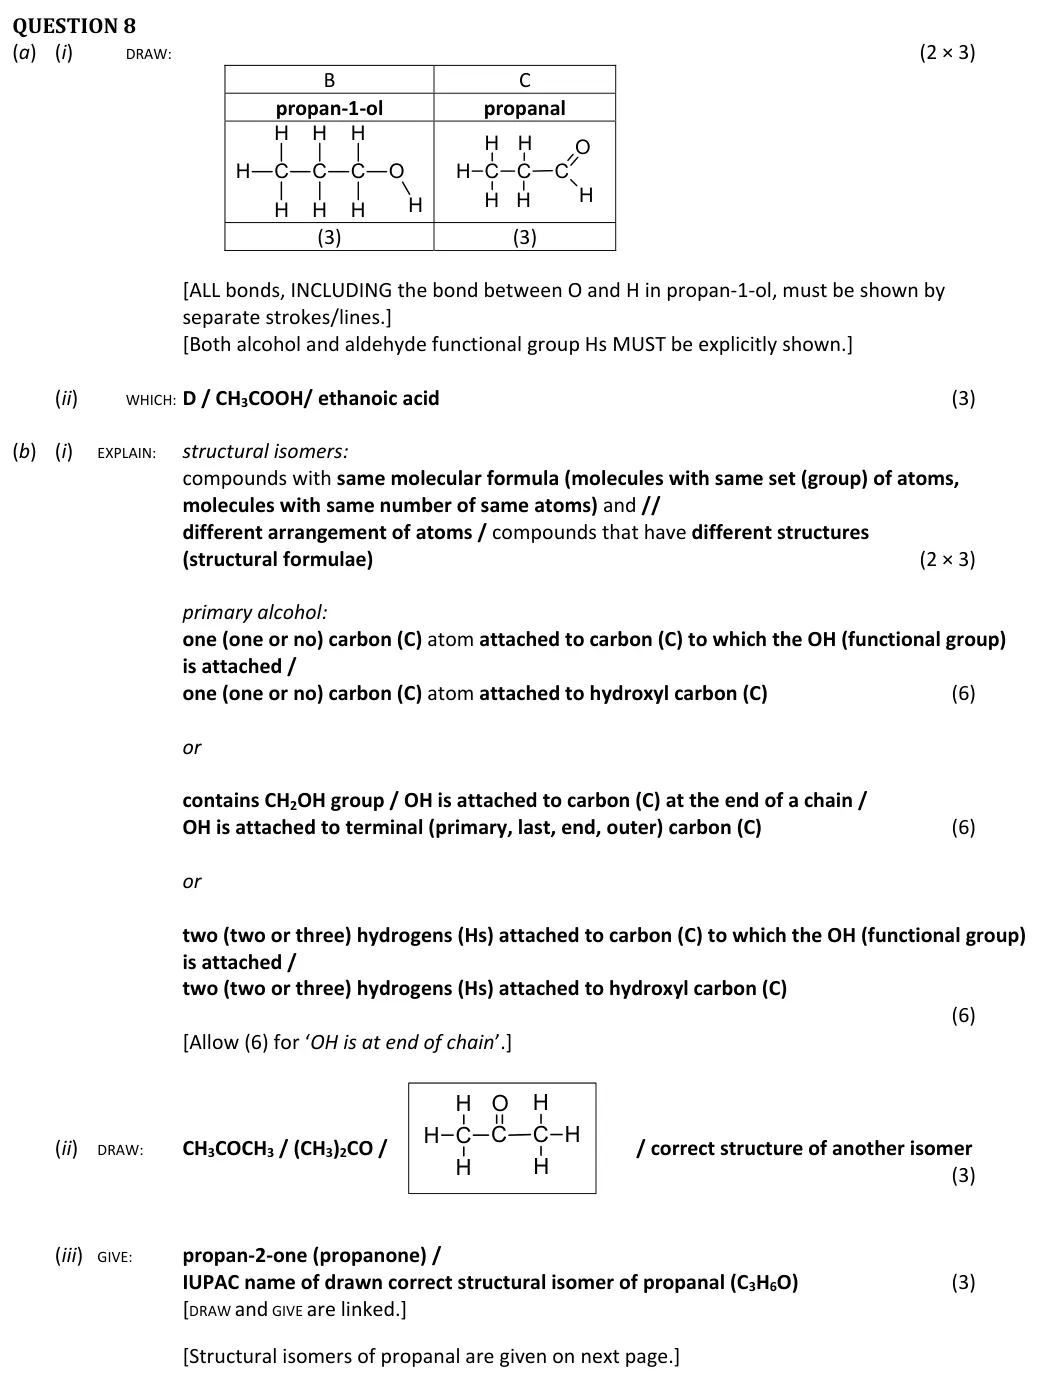 QUESTION 8
(a) (i) DRAW: (2 × 3)
B C
propan-1-ol propanal
H H H
H H O
H C C C O
H C C C
H H H H
H H H
(3) (3)
[ALL bonds, INCLUDING the bond between O and H in propan-1-ol, must be shown by
separate strokes/lines.]
[Both alcohol and aldehyde functional group Hs MUST be explicitly shown.]
(ii) WHICH: D / CH₃COOH/ ethanoic acid (3)
(b) (i) EXPLAIN: structural isomers:
compounds with same molecular formula (molecules with same set (group) of atoms,
molecules with same number of same atoms) and //
different arrangement of atoms / compounds that have different structures
(structural formulae) (2 × 3)
primary alcohol:
one (one or no) carbon (C) atom attached to carbon (C) to which the OH (functional group)
is attached /
one (one or no) carbon (C) atom attached to hydroxyl carbon (C) (6)
or
contains CH₂OH group / OH is attached to carbon (C) at the end of a chain /
OH is attached to terminal (primary, last, end, outer) carbon (C) (6)
or
two (two or three) hydrogens (Hs) attached to carbon (C) to which the OH (functional group)
is attached /
two (two or three) hydrogens (Hs) attached to hydroxyl carbon (C)
(6)
[Allow (6) for ‘OH is at end of chain’.]
H O H
H C C C H
H H
(ii) DRAW: CH₃COCH₃ / (CH₃)₂CO / / correct structure of another isomer
(3)
(iii) GIVE: propan-2-one (propanone) /
IUPAC name of drawn correct structural isomer of propanal (C₃H₆O) (3)
[DRAW and GIVE are linked.]
[Structural isomers of propanal are given on next page.]